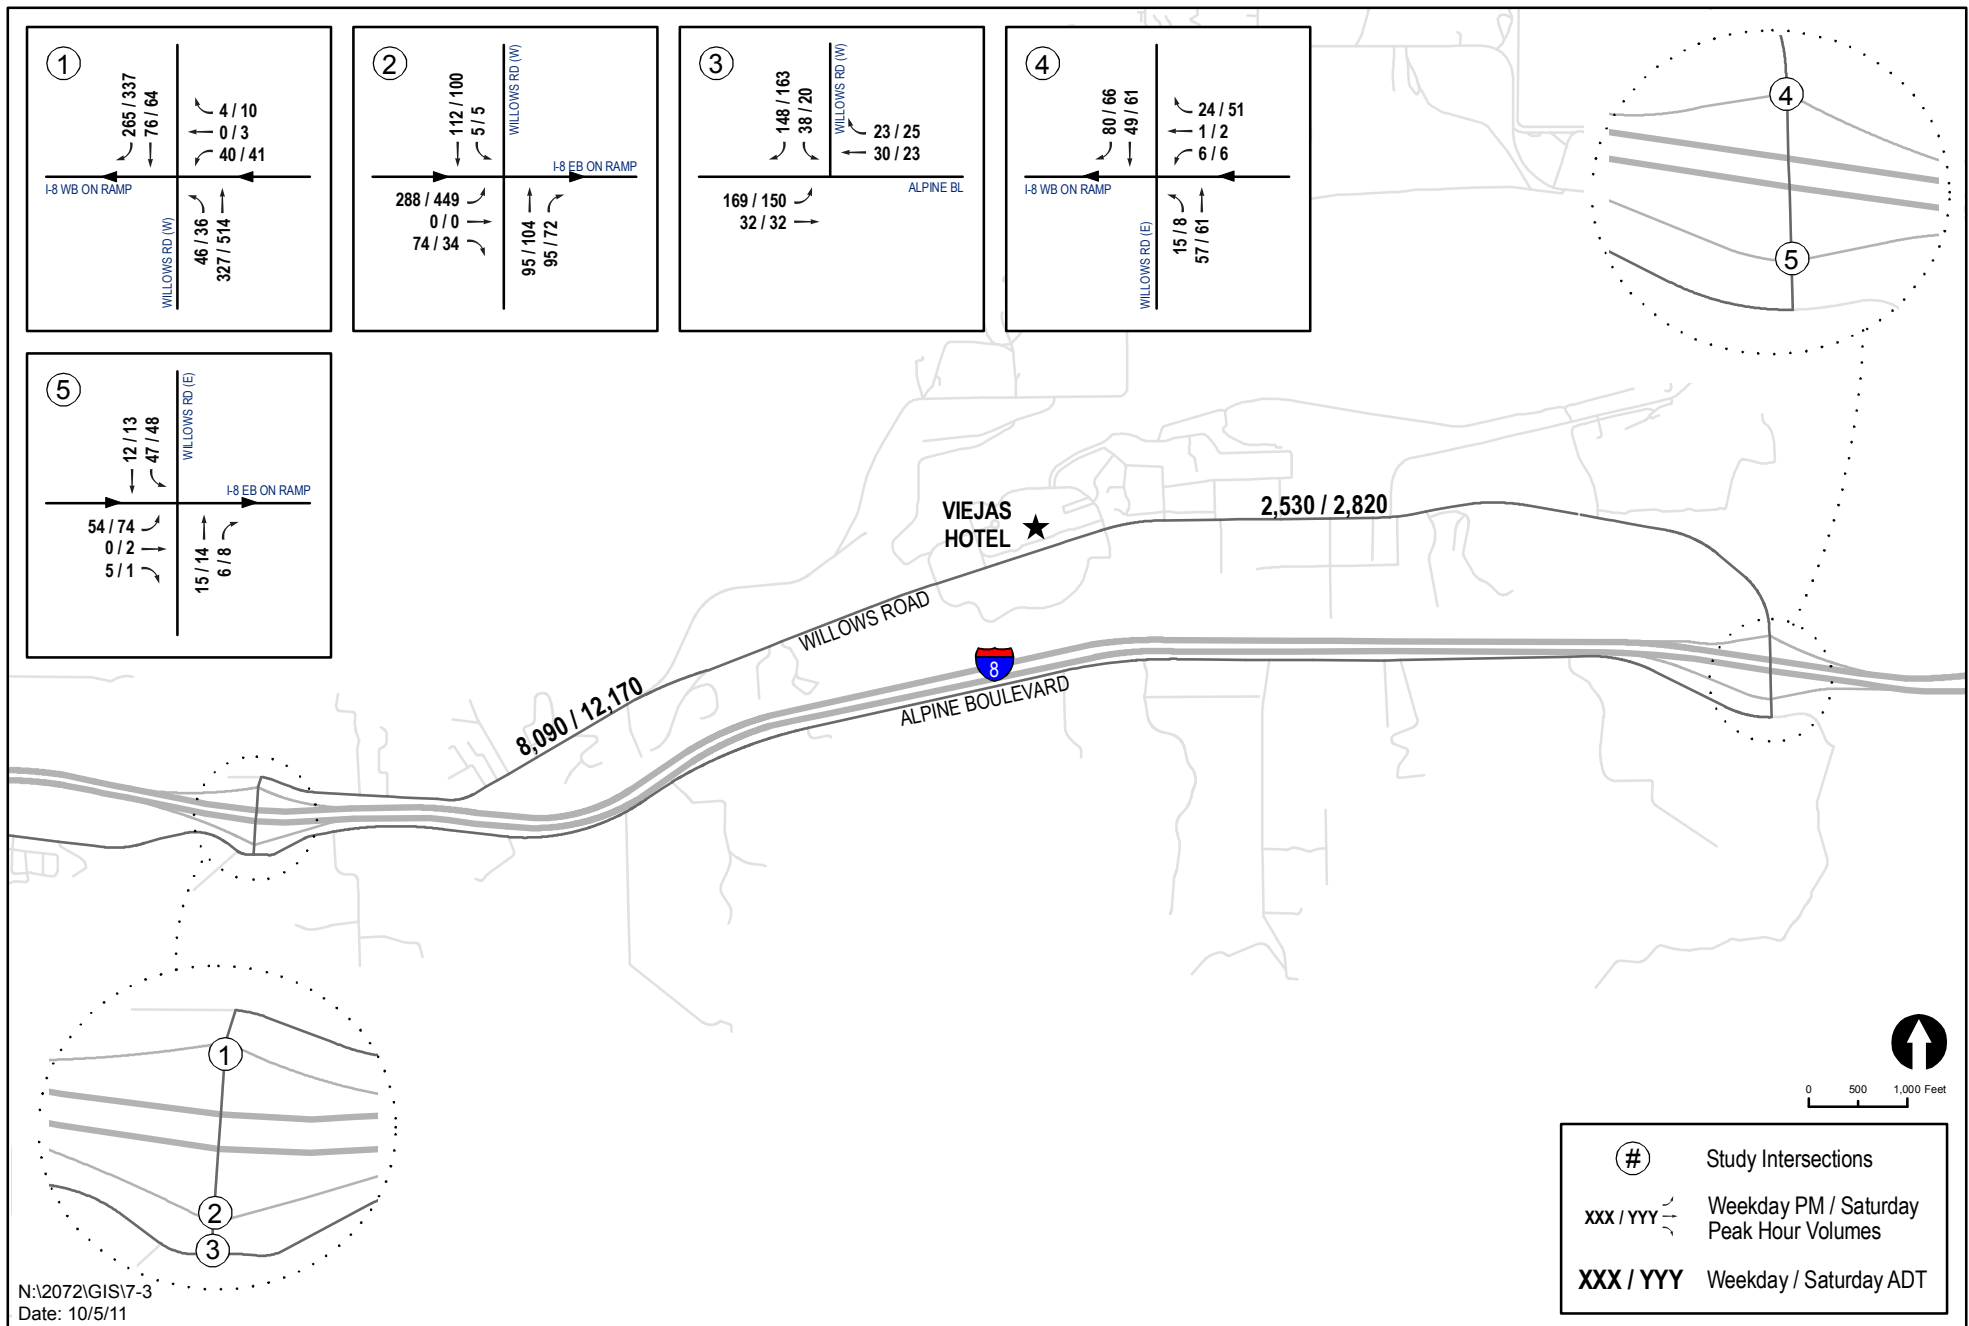 1
265 / 337
76 / 64
4 / 10
0 / 3
40 / 41
I-8 WB ON RAMP
WILLOWS RD (W)
46 / 36
327 / 514
2
112 / 100
5 / 5
WILLOWS RD (W)
I-8 EB ON RAMP
288 / 449
0 / 0
74 / 34
95 / 104
95 / 72
3
148 / 163
38 / 20
WILLOWS RD (W)
23 / 25
30 / 23
ALPINE BL
169 / 150
32 / 32
4
80 / 66
49 / 61
24 / 51
1 / 2
6 / 6
I-8 WB ON RAMP
WILLOWS RD (E)
15 / 8
57 / 61
4
5
5
12 / 13
47 / 48
WILLOWS RD (E)
I-8 EB ON RAMP
54 / 74
0 / 2
5 / 1
15 / 14
6 / 8
VIEJAS
HOTEL
2,530 / 2,820
WILLOWS ROAD
8
ALPINE BOULEVARD
8,090 / 12,170
1
2
3
0 500 1,000 Feet
# Study Intersections
XXX / YYY Weekday PM / Saturday
Peak Hour Volumes
XXX / YYY Weekday / Saturday ADT
N:\2072\GIS\7-3
Date: 10/5/11